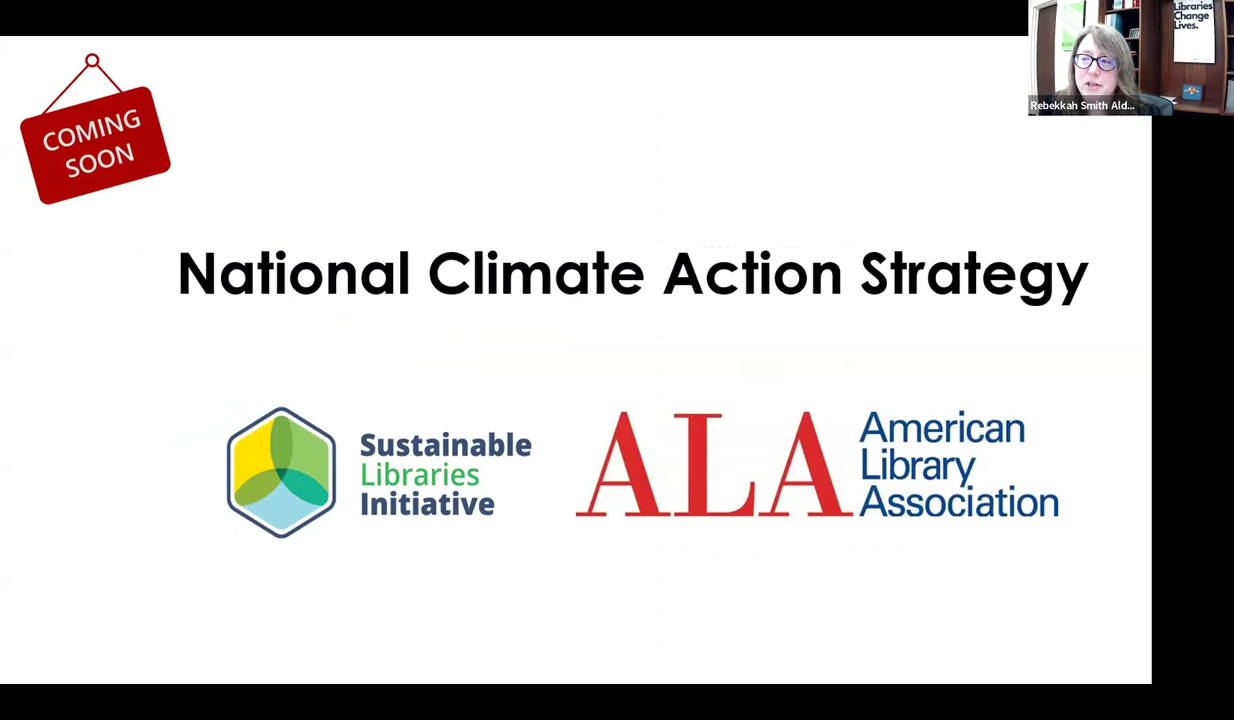 COMING
SOON
Libraries
Change
Lives.
Rebekkah Smith Ald...
National Climate Action Strategy
Sustainable
Libraries
Initiative
ALA
American
Library
Association